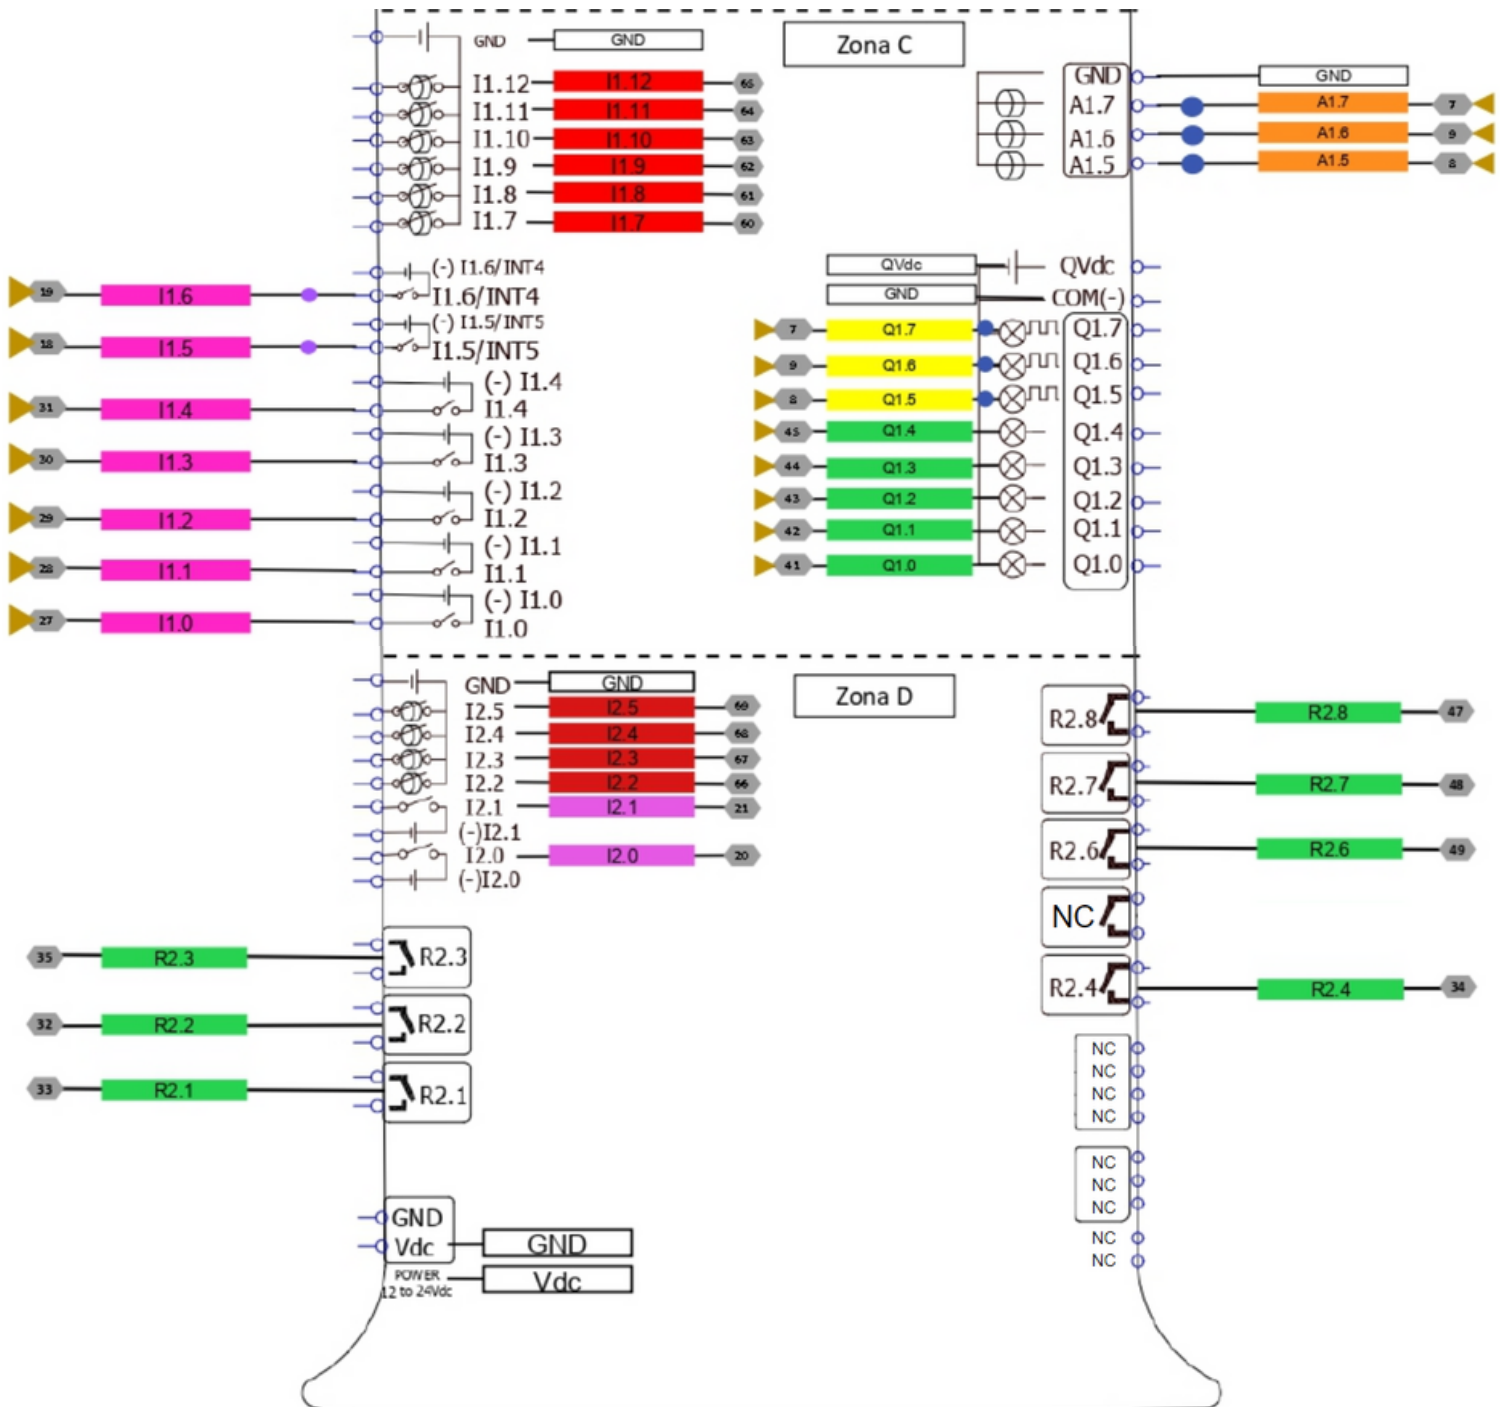 GND GND
Zona C
I1.12 I1.12 65
I1.11 I1.11 64
I1.10 I1.10 63
I1.9 I1.9 62
I1.8 I1.8 61
I1.7 I1.7 60
GND GND
A1.7 A1.7 7
A1.6 A1.6 9
A1.5 A1.5 8
(-) I1.6/INT4
19 I1.6 I1.6/INT4
(-) I1.5/INT5
18 I1.5 I1.5/INT5
(-) I1.4
31 I1.4 I1.4
(-) I1.3
30 I1.3 I1.3
(-) I1.2
29 I1.2 I1.2
(-) I1.1
28 I1.1 I1.1
(-) I1.0
27 I1.0 I1.0
QVdc QVdc
GND COM(-)
7 Q1.7 Q1.7
9 Q1.6 Q1.6
8 Q1.5 Q1.5
45 Q1.4 Q1.4
44 Q1.3 Q1.3
43 Q1.2 Q1.2
42 Q1.1 Q1.1
41 Q1.0 Q1.0
GND GND
Zona D
I2.5 I2.5 69
I2.4 I2.4 68
I2.3 I2.3 67
I2.2 I2.2 66
I2.1 I2.1 21
(-)I2.1
I2.0 I2.0 20
(-)I2.0
R2.8 R2.8 47
R2.7 R2.7 48
R2.6 R2.6 49
NC
R2.4 R2.4 34
35 R2.3 R2.3
32 R2.2 R2.2
33 R2.1 R2.1
NC
NC
NC
NC
NC
NC
NC
NC
NC
GND
Vdc GND
POWER
12 to 24Vdc
Vdc